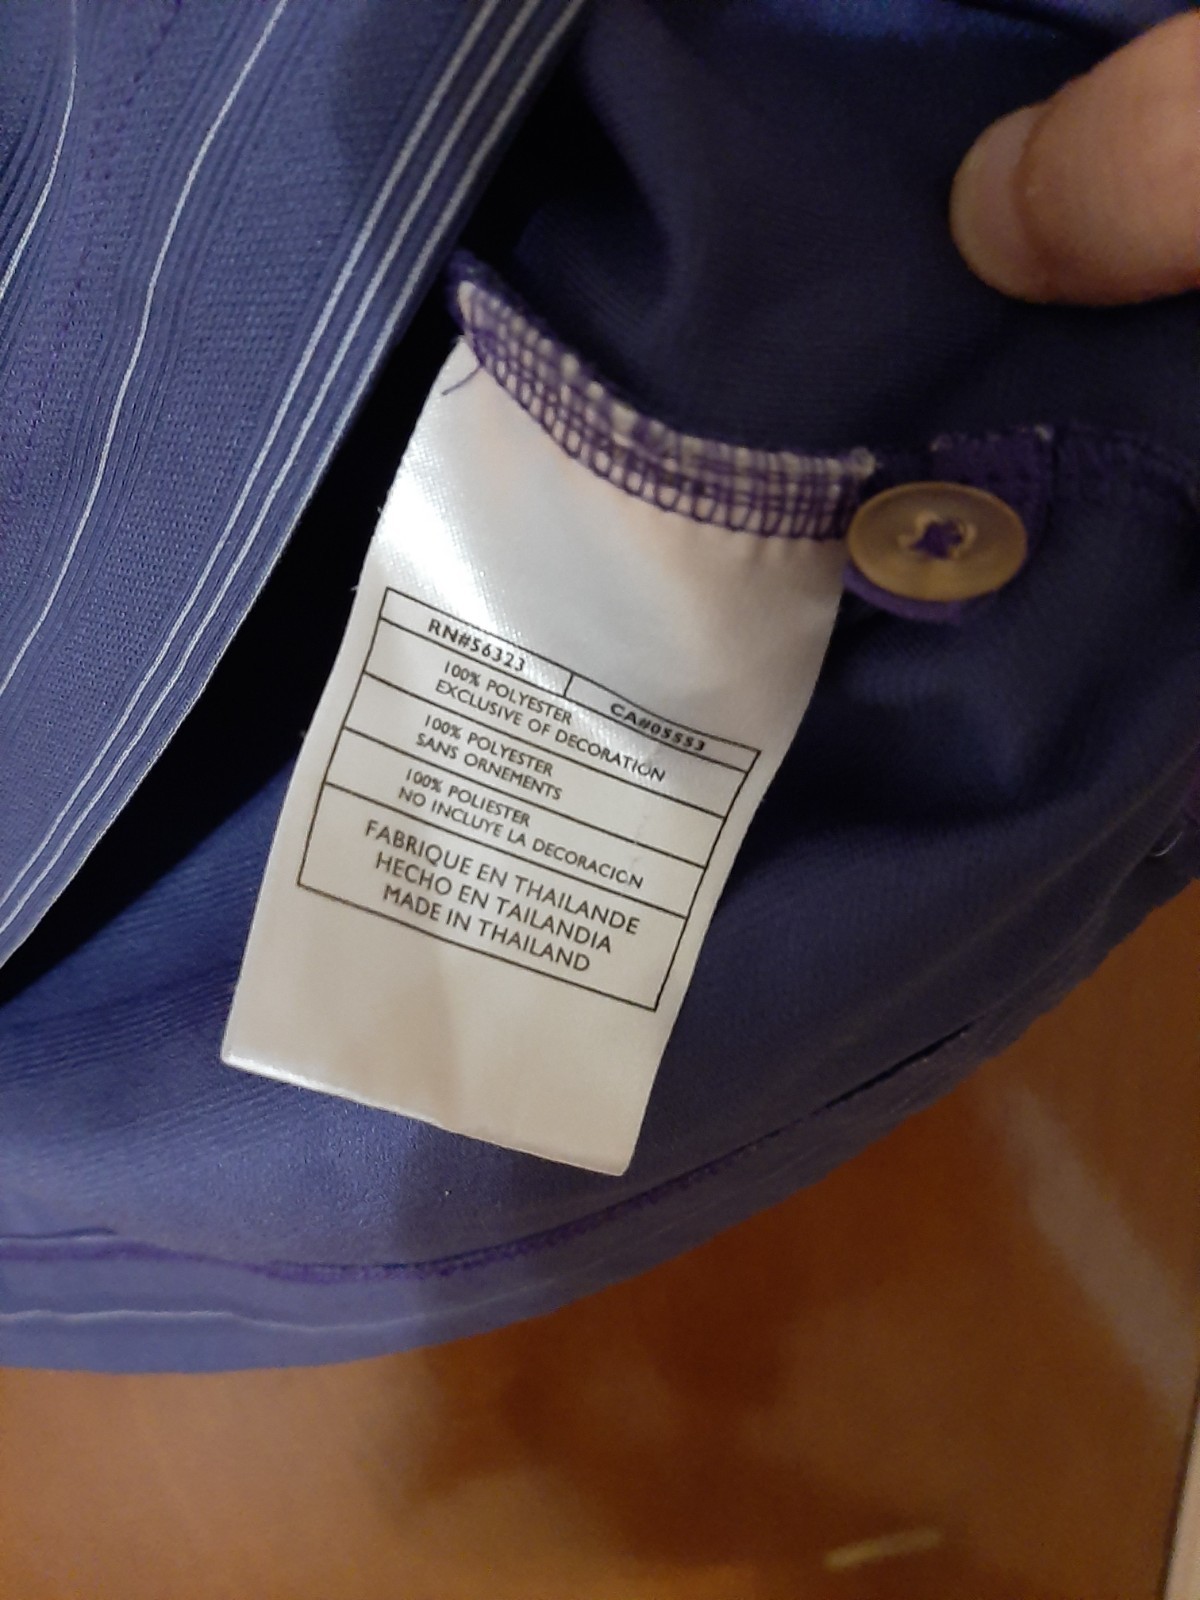 RN#56323
CA#05553
100% POLYESTER
EXCLUSIVE OF DECORATION
100% POLYESTER
SANS ORNEMENTS
100% POLIESTER
NO INCLUYE LA DECORACION
FABRIQUE EN THAILANDE
HECHO EN TAILANDIA
MADE IN THAILAND